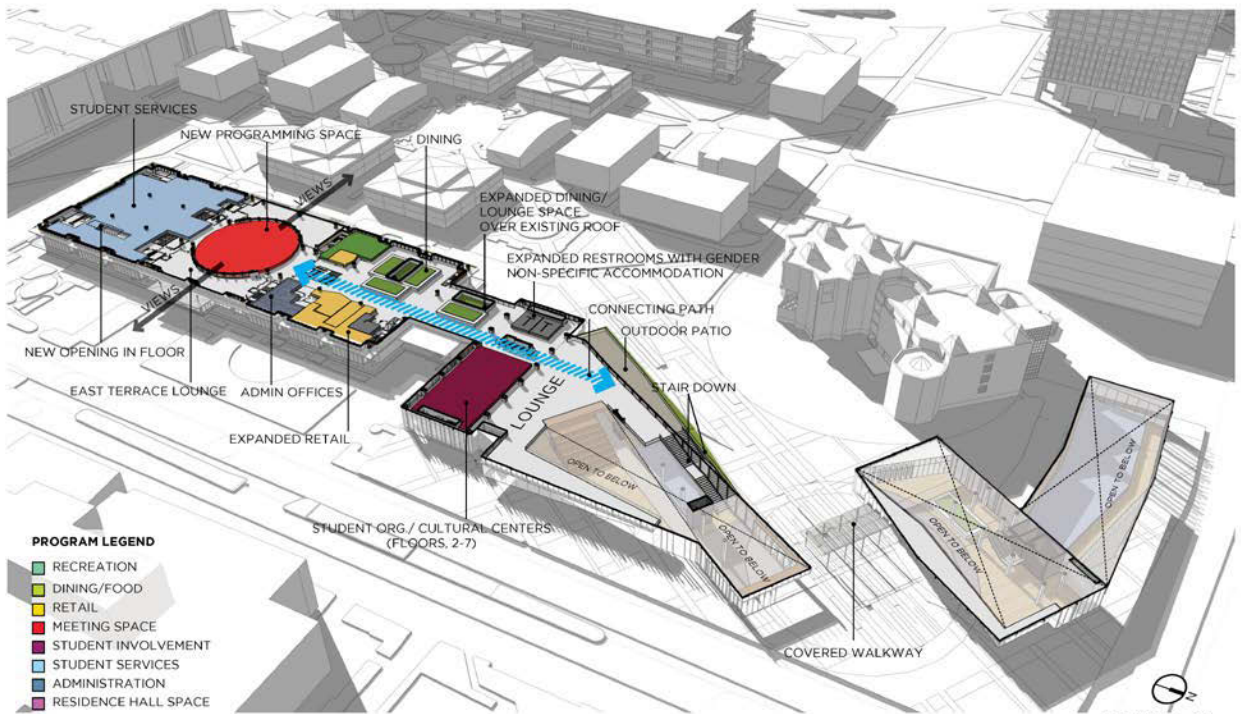 STUDENT SERVICES
NEW PROGRAMMING SPACE
DINING
VIEWS
EXPANDED DINING/
LOUNGE SPACE
OVER EXISTING ROOF
EXPANDED RESTROOMS WITH GENDER
NON-SPECIFIC ACCOMMODATION
CONNECTING PATH
OUTDOOR PATIO
VIEWS
NEW OPENING IN FLOOR
EAST TERRACE LOUNGE
ADMIN OFFICES
STAIR DOWN
LOUNGE
EXPANDED RETAIL
OPEN TO BELOW
OPEN TO BELOW
OPEN TO BELOW
OPEN TO BELOW
STUDENT ORG./ CULTURAL CENTERS
(FLOORS, 2-7)
COVERED WALKWAY
PROGRAM LEGEND
RECREATION
DINING/FOOD
RETAIL
MEETING SPACE
STUDENT INVOLVEMENT
STUDENT SERVICES
ADMINISTRATION
RESIDENCE HALL SPACE
N